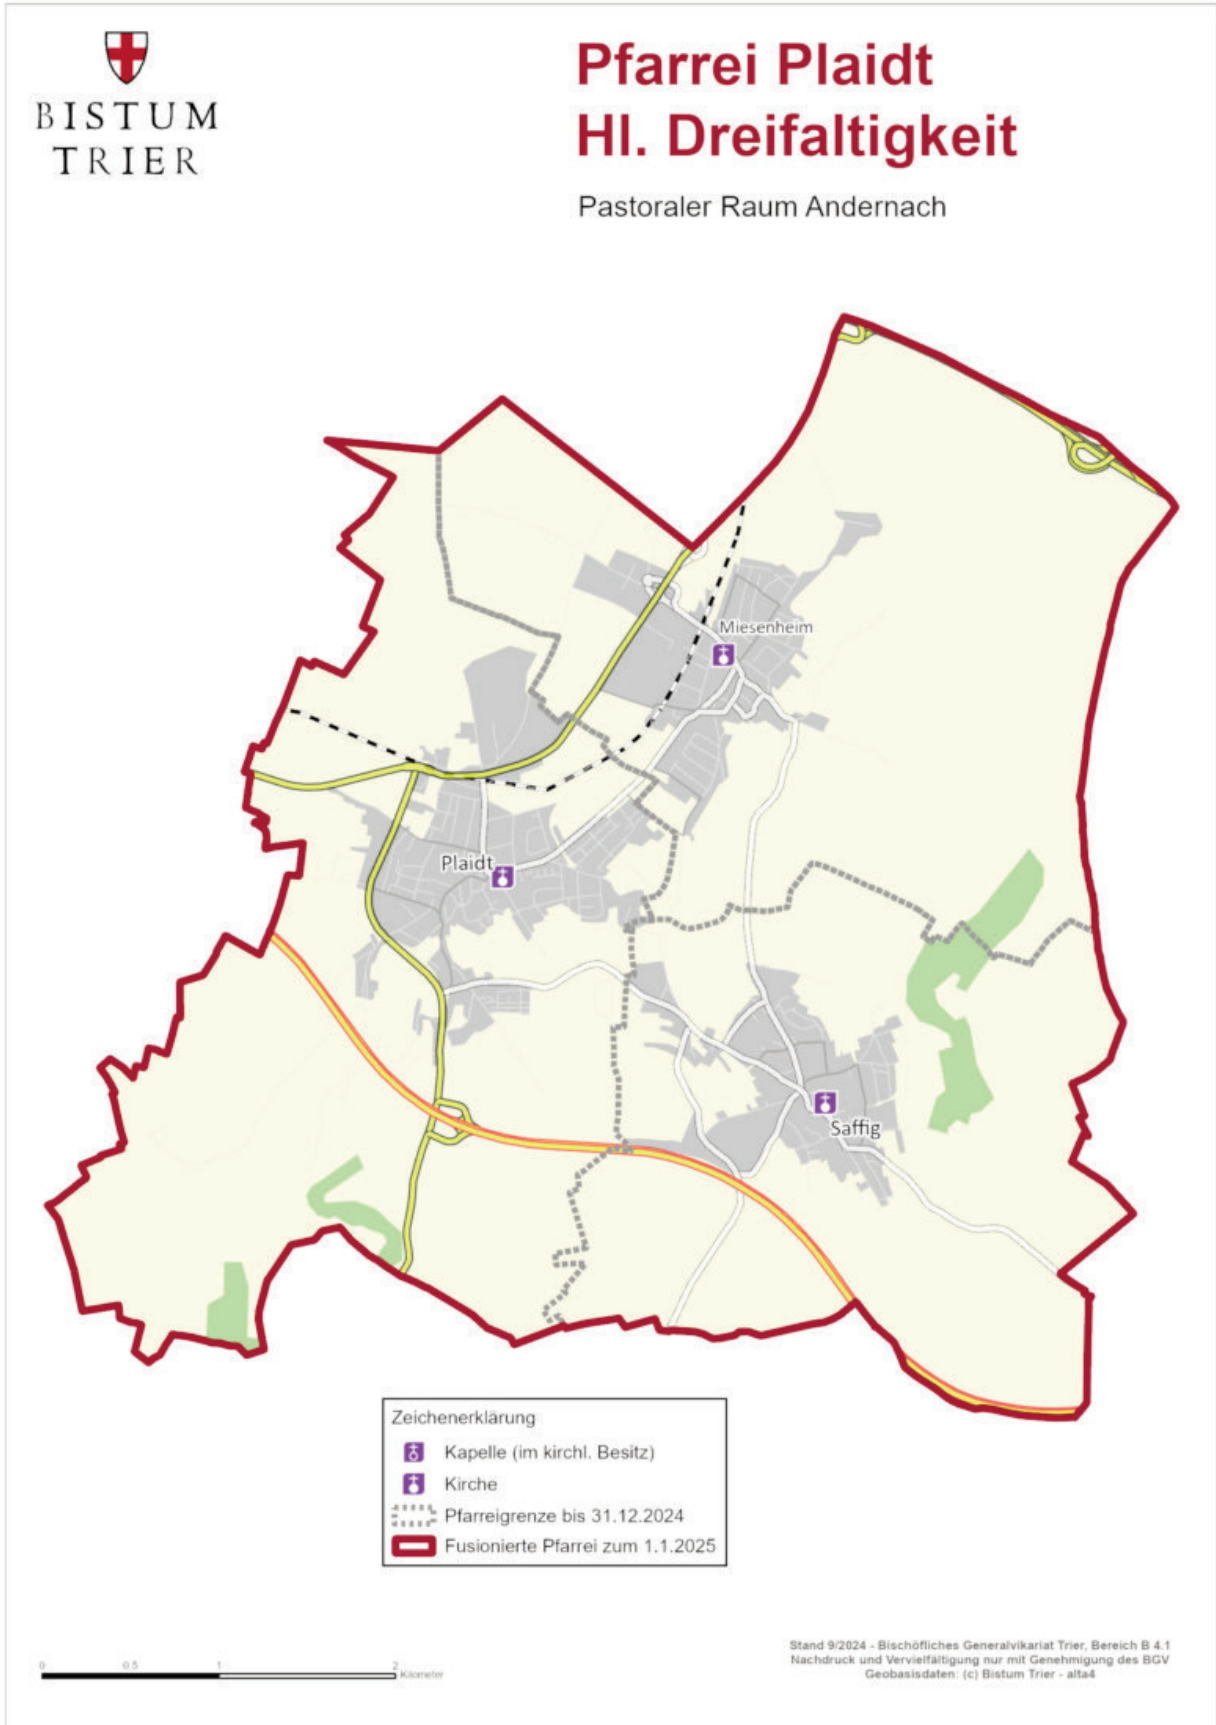 BISTUM
TRIER
Pfarrei Plaidt
Hl. Dreifaltigkeit
Pastoraler Raum Andernach
Miesenheim
Plaidt
Saffig
Zeichenerklärung
Kapelle (im kirchl. Besitz)
Kirche
Pfarreigrenze bis 31.12.2024
Fusionierte Pfarrei zum 1.1.2025
0 0.5 1 2
Kilometer
Stand 9/2024 - Bischöfliches Generalvikariat Trier, Bereich B 4.1
Nachdruck und Vervielfältigung nur mit Genehmigung des BGV
Geobasisdaten: (c) Bistum Trier - alta4